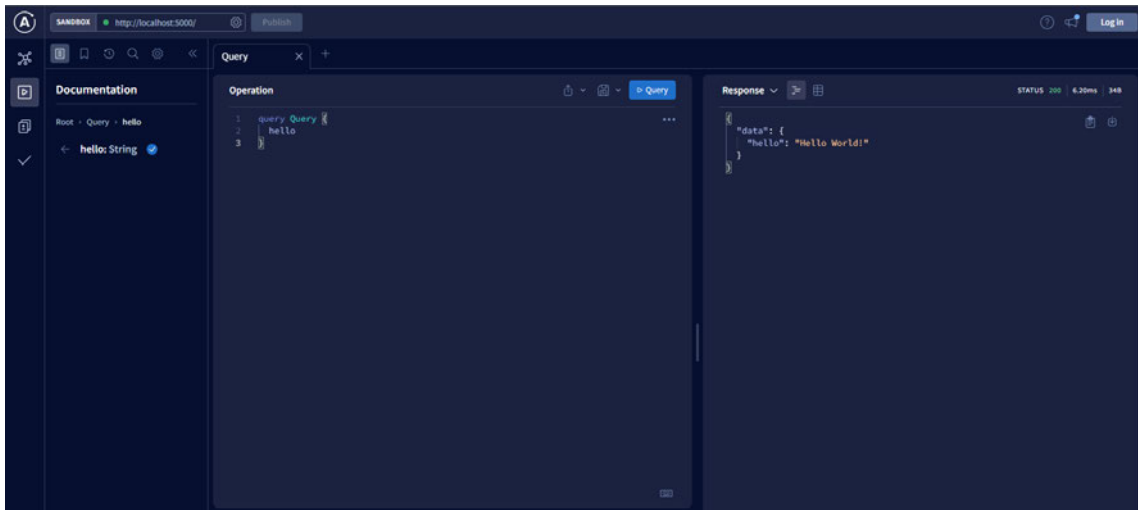 SANDBOX http://localhost:5000/ Publish Log in
Query
Documentation
Root Query hello
hello: String
Operation
Query
1 query Query {
2 hello
3 }
Response STATUS 200 6.20ms 34B
{
"data": {
"hello": "Hello World!"
}
}